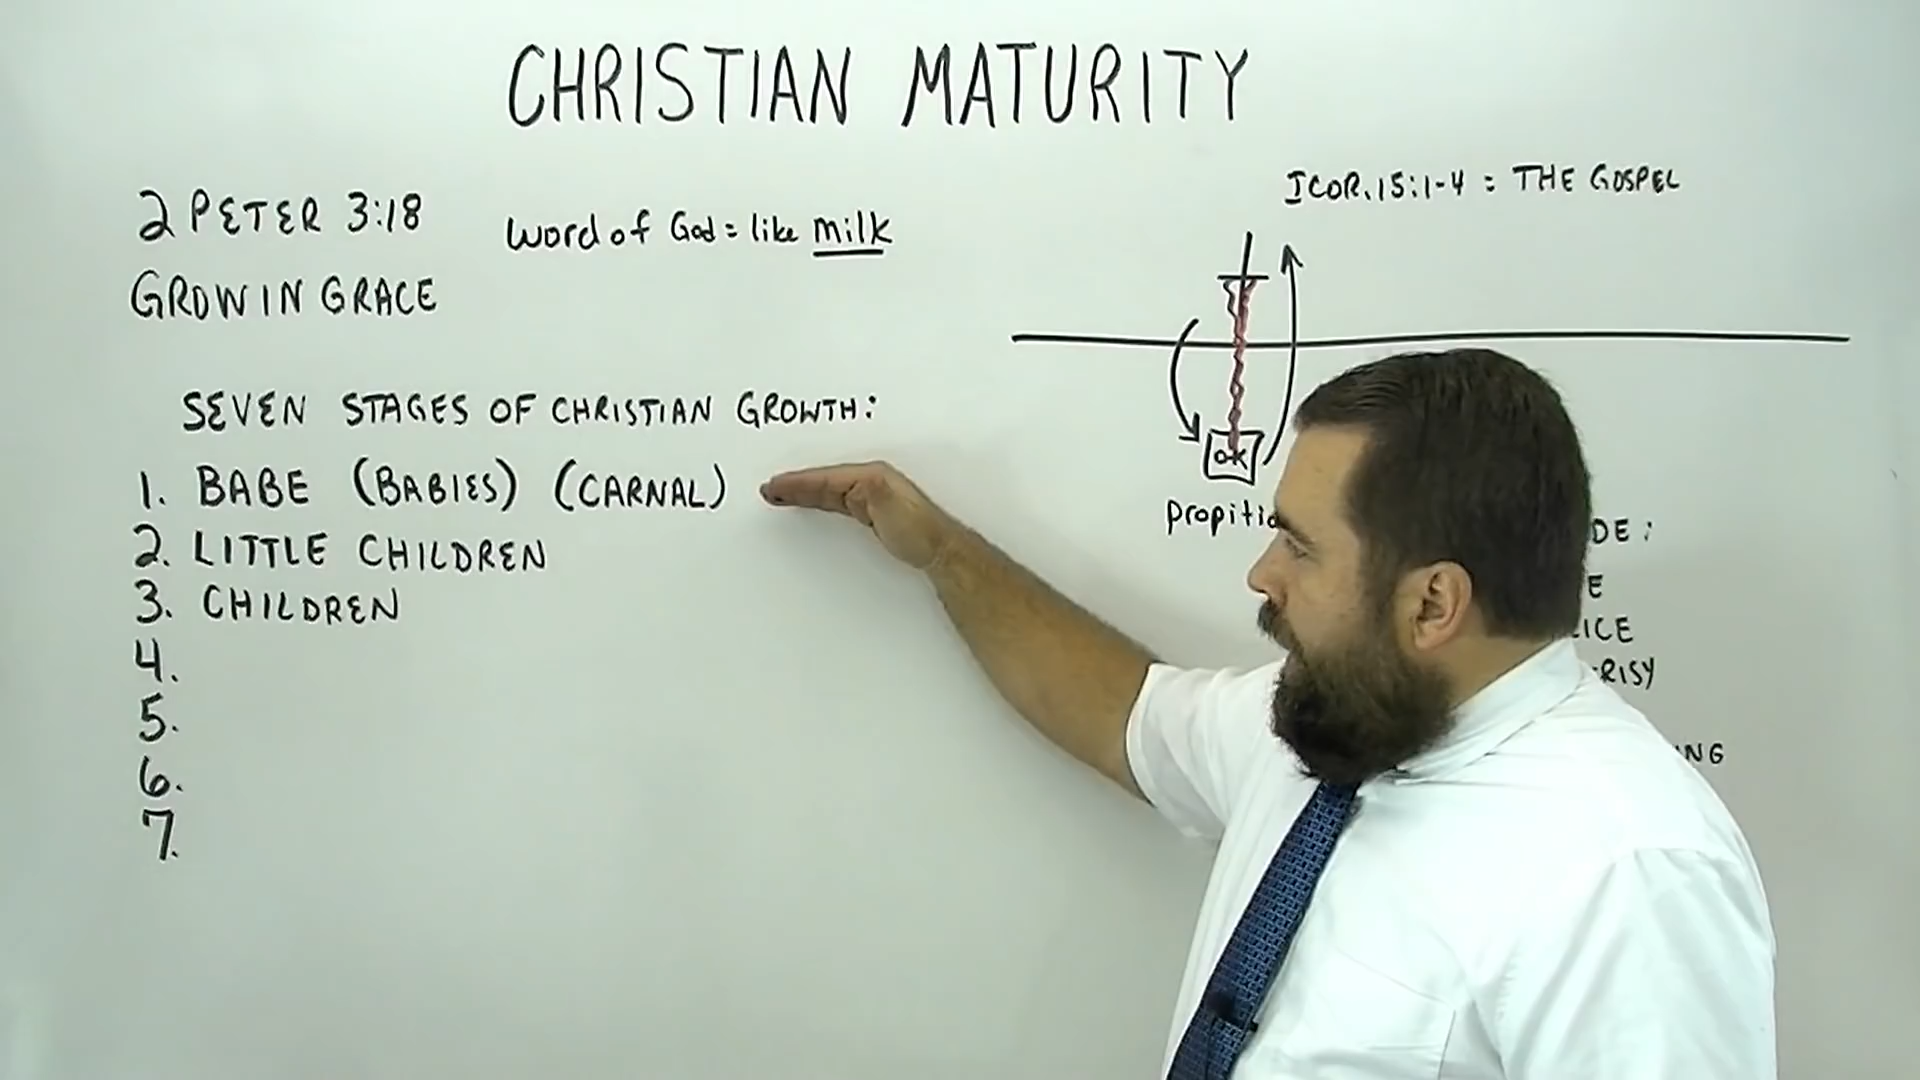 CHRISTIAN MATURITY
2 PETER 3:18
GROW IN GRACE
word of God = like milk
SEVEN STAGES OF CHRISTIAN GROWTH:
1. BABE (BABIES) (CARNAL)
2. LITTLE CHILDREN
3. CHILDREN
4.
5.
6.
7.
I COR. 15:1-4 = THE GOSPEL
OK